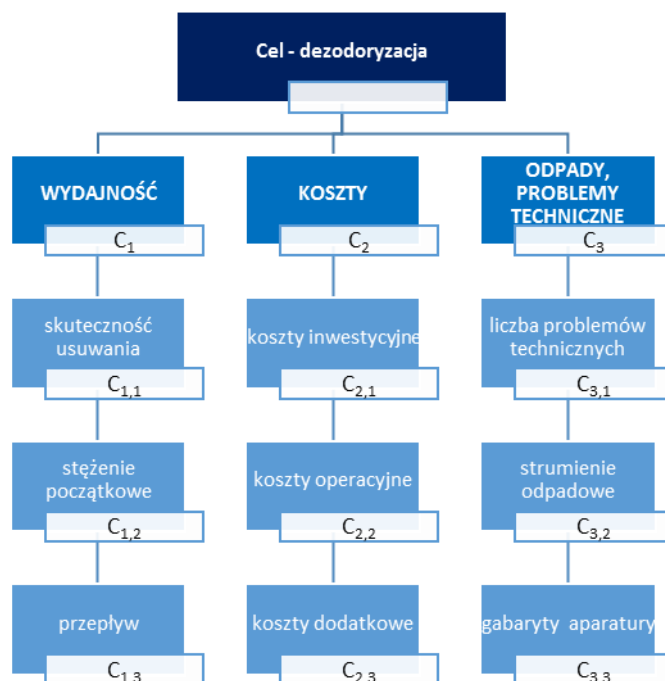 Cel - dezodoryzacja
WYDAJNOŚĆ
C1
KOSZTY
C2
ODPADY,
PROBLEMY
TECHNICZNE
C3
skuteczność
usuwania
C1,1
koszty inwestycyjne
C2,1
liczba problemów
technicznych
C3,1
stężenie
początkowe
C1,2
koszty operacyjne
C2,2
strumienie
odpadowe
C3,2
przepływ
C1,3
koszty dodatkowe
C2,3
gabaryty aparatury
C3,3